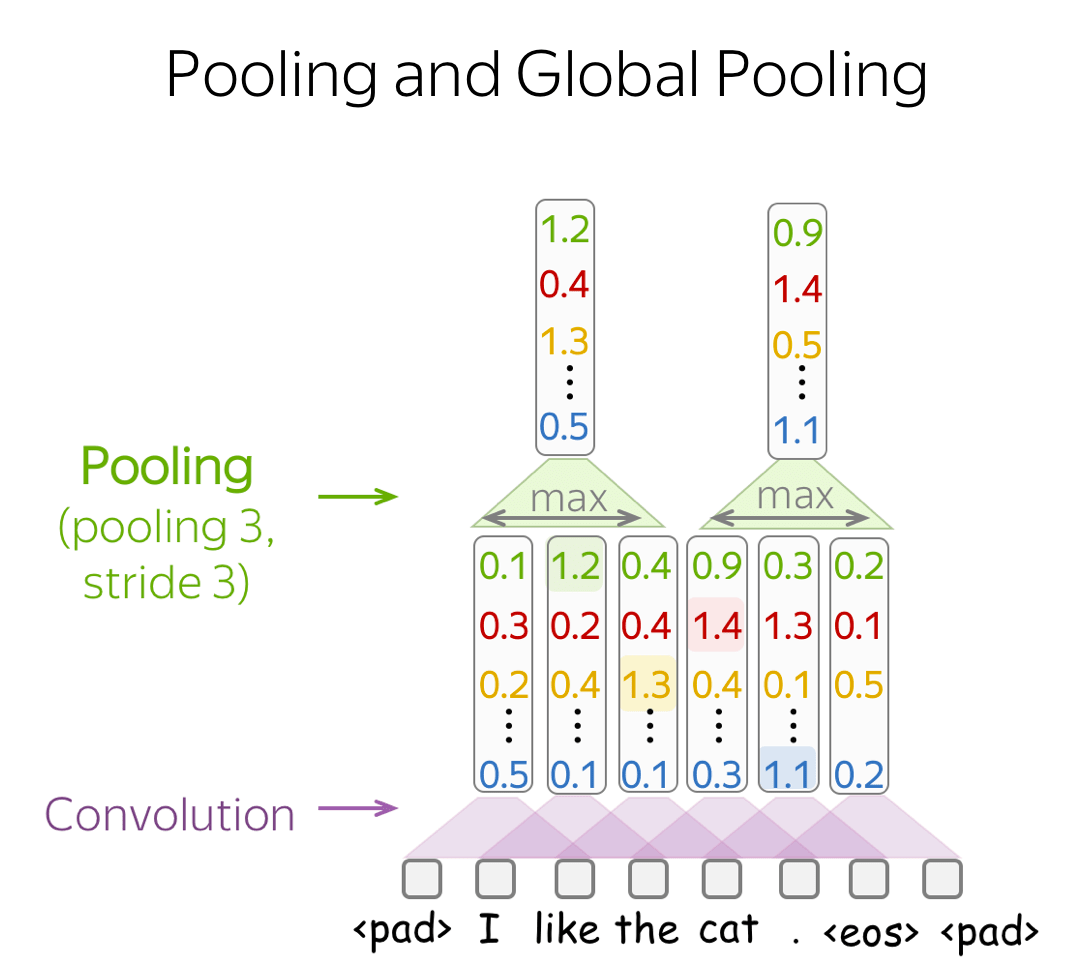 Pooling and Global Pooling
1.2 0.9
0.4 1.4
1.3 0.5
⋮ ⋮
0.5 1.1
Pooling
(pooling 3,
stride 3)
max max
0.1 1.2 0.4 0.9 0.3 0.2
0.3 0.2 0.4 1.4 1.3 0.1
0.2 0.4 1.3 0.4 0.1 0.5
⋮ ⋮ ⋮ ⋮ ⋮
0.5 0.1 0.1 0.3 1.1 0.2
Convolution
<pad> I like the cat . <eos> <pad>